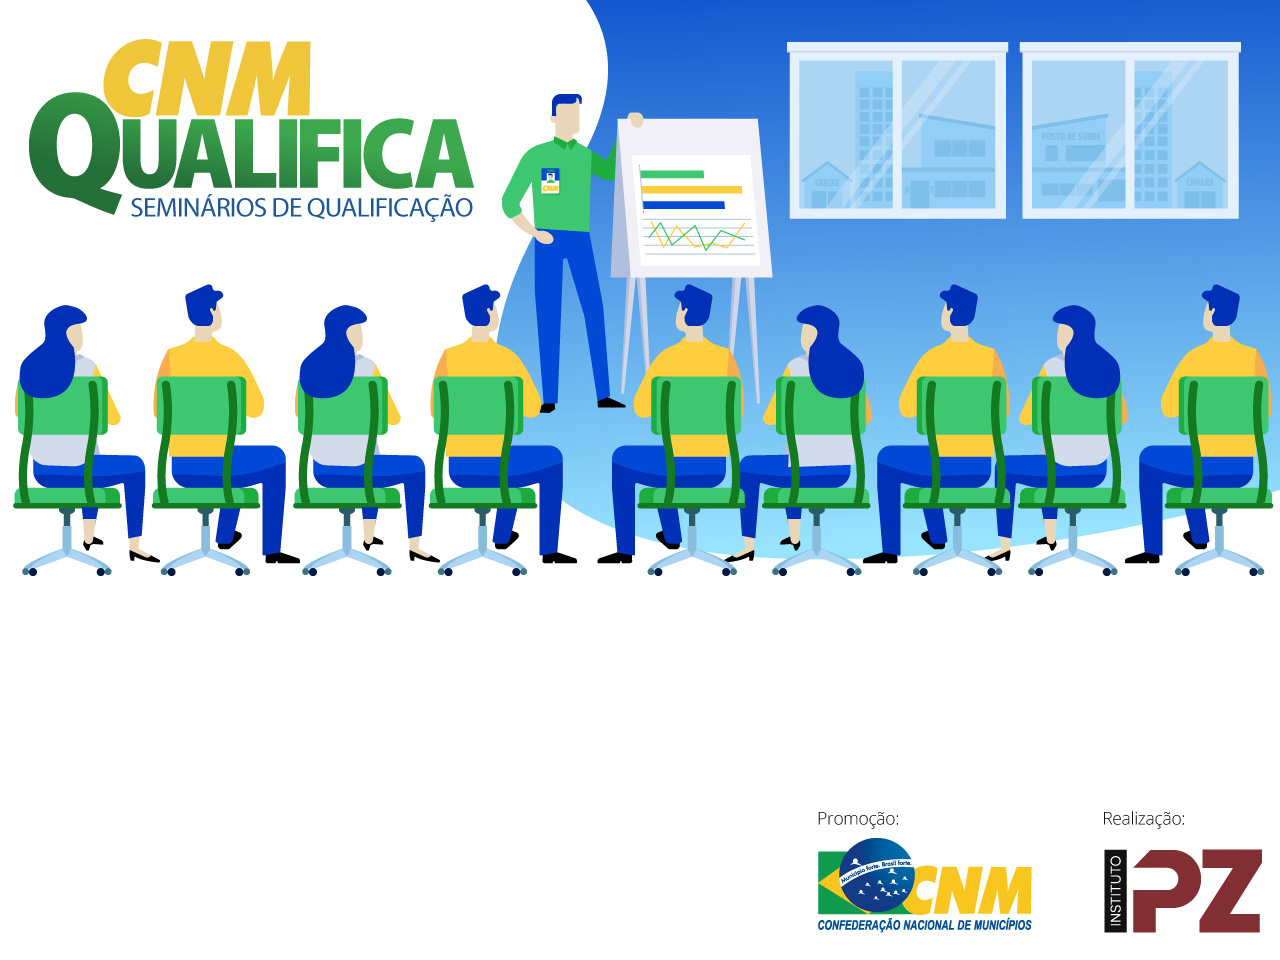 CNM
QUALIFICA
SEMINÁRIOS DE QUALIFICAÇÃO
CNM
POSTO DE SAÚDE
CRECHE
CÂMARA
Promoção:
Município forte. Brasil forte.
CNM
CONFEDERAÇÃO NACIONAL DE MUNICÍPIOS
Realização:
INSTITUTO
PZ